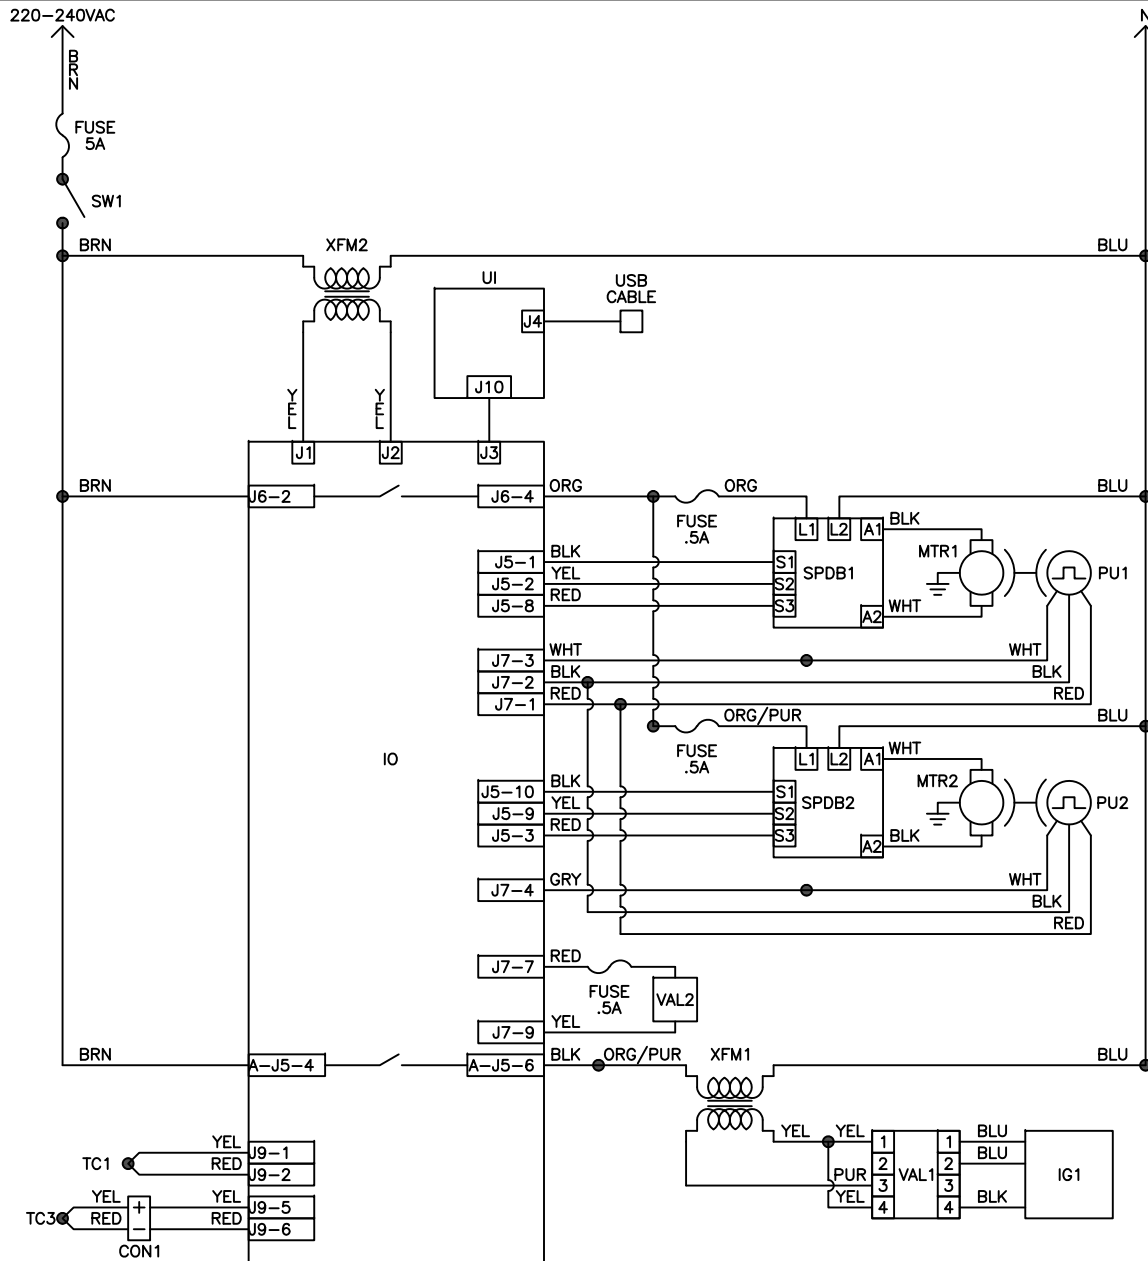 220-240VAC
N
BRN
FUSE
5A
SW1
BRN
XFM2
BLU
UI
USB
CABLE
J4
J10
YEL
YEL
J1
J2
J3
BRN
J6-2
J6-4
ORG
ORG
BLU
FUSE
.5A
L1
L2
A1
BLK
J5-1
BLK
S1
SPDB1
MTR1
PU1
J5-2
YEL
S2
J5-8
RED
S3
A2
WHT
J7-3
WHT
WHT
J7-2
BLK
BLK
J7-1
RED
RED
ORG/PUR
BLU
FUSE
.5A
L1
L2
A1
WHT
IO
J5-10
BLK
S1
SPDB2
MTR2
PU2
J5-9
YEL
S2
J5-3
RED
S3
A2
BLK
J7-4
GRY
WHT
BLK
RED
J7-7
RED
FUSE
.5A
VAL2
J7-9
YEL
BRN
A-J5-4
A-J5-6
BLK
ORG/PUR
XFM1
BLU
TC1
YEL
J9-1
RED
J9-2
YEL
YEL
1
1
BLU
2
2
BLU
PUR
3
VAL1
3
IG1
YEL
4
4
BLK
TC3
YEL
+
YEL
J9-5
RED
−
RED
J9-6
CON1